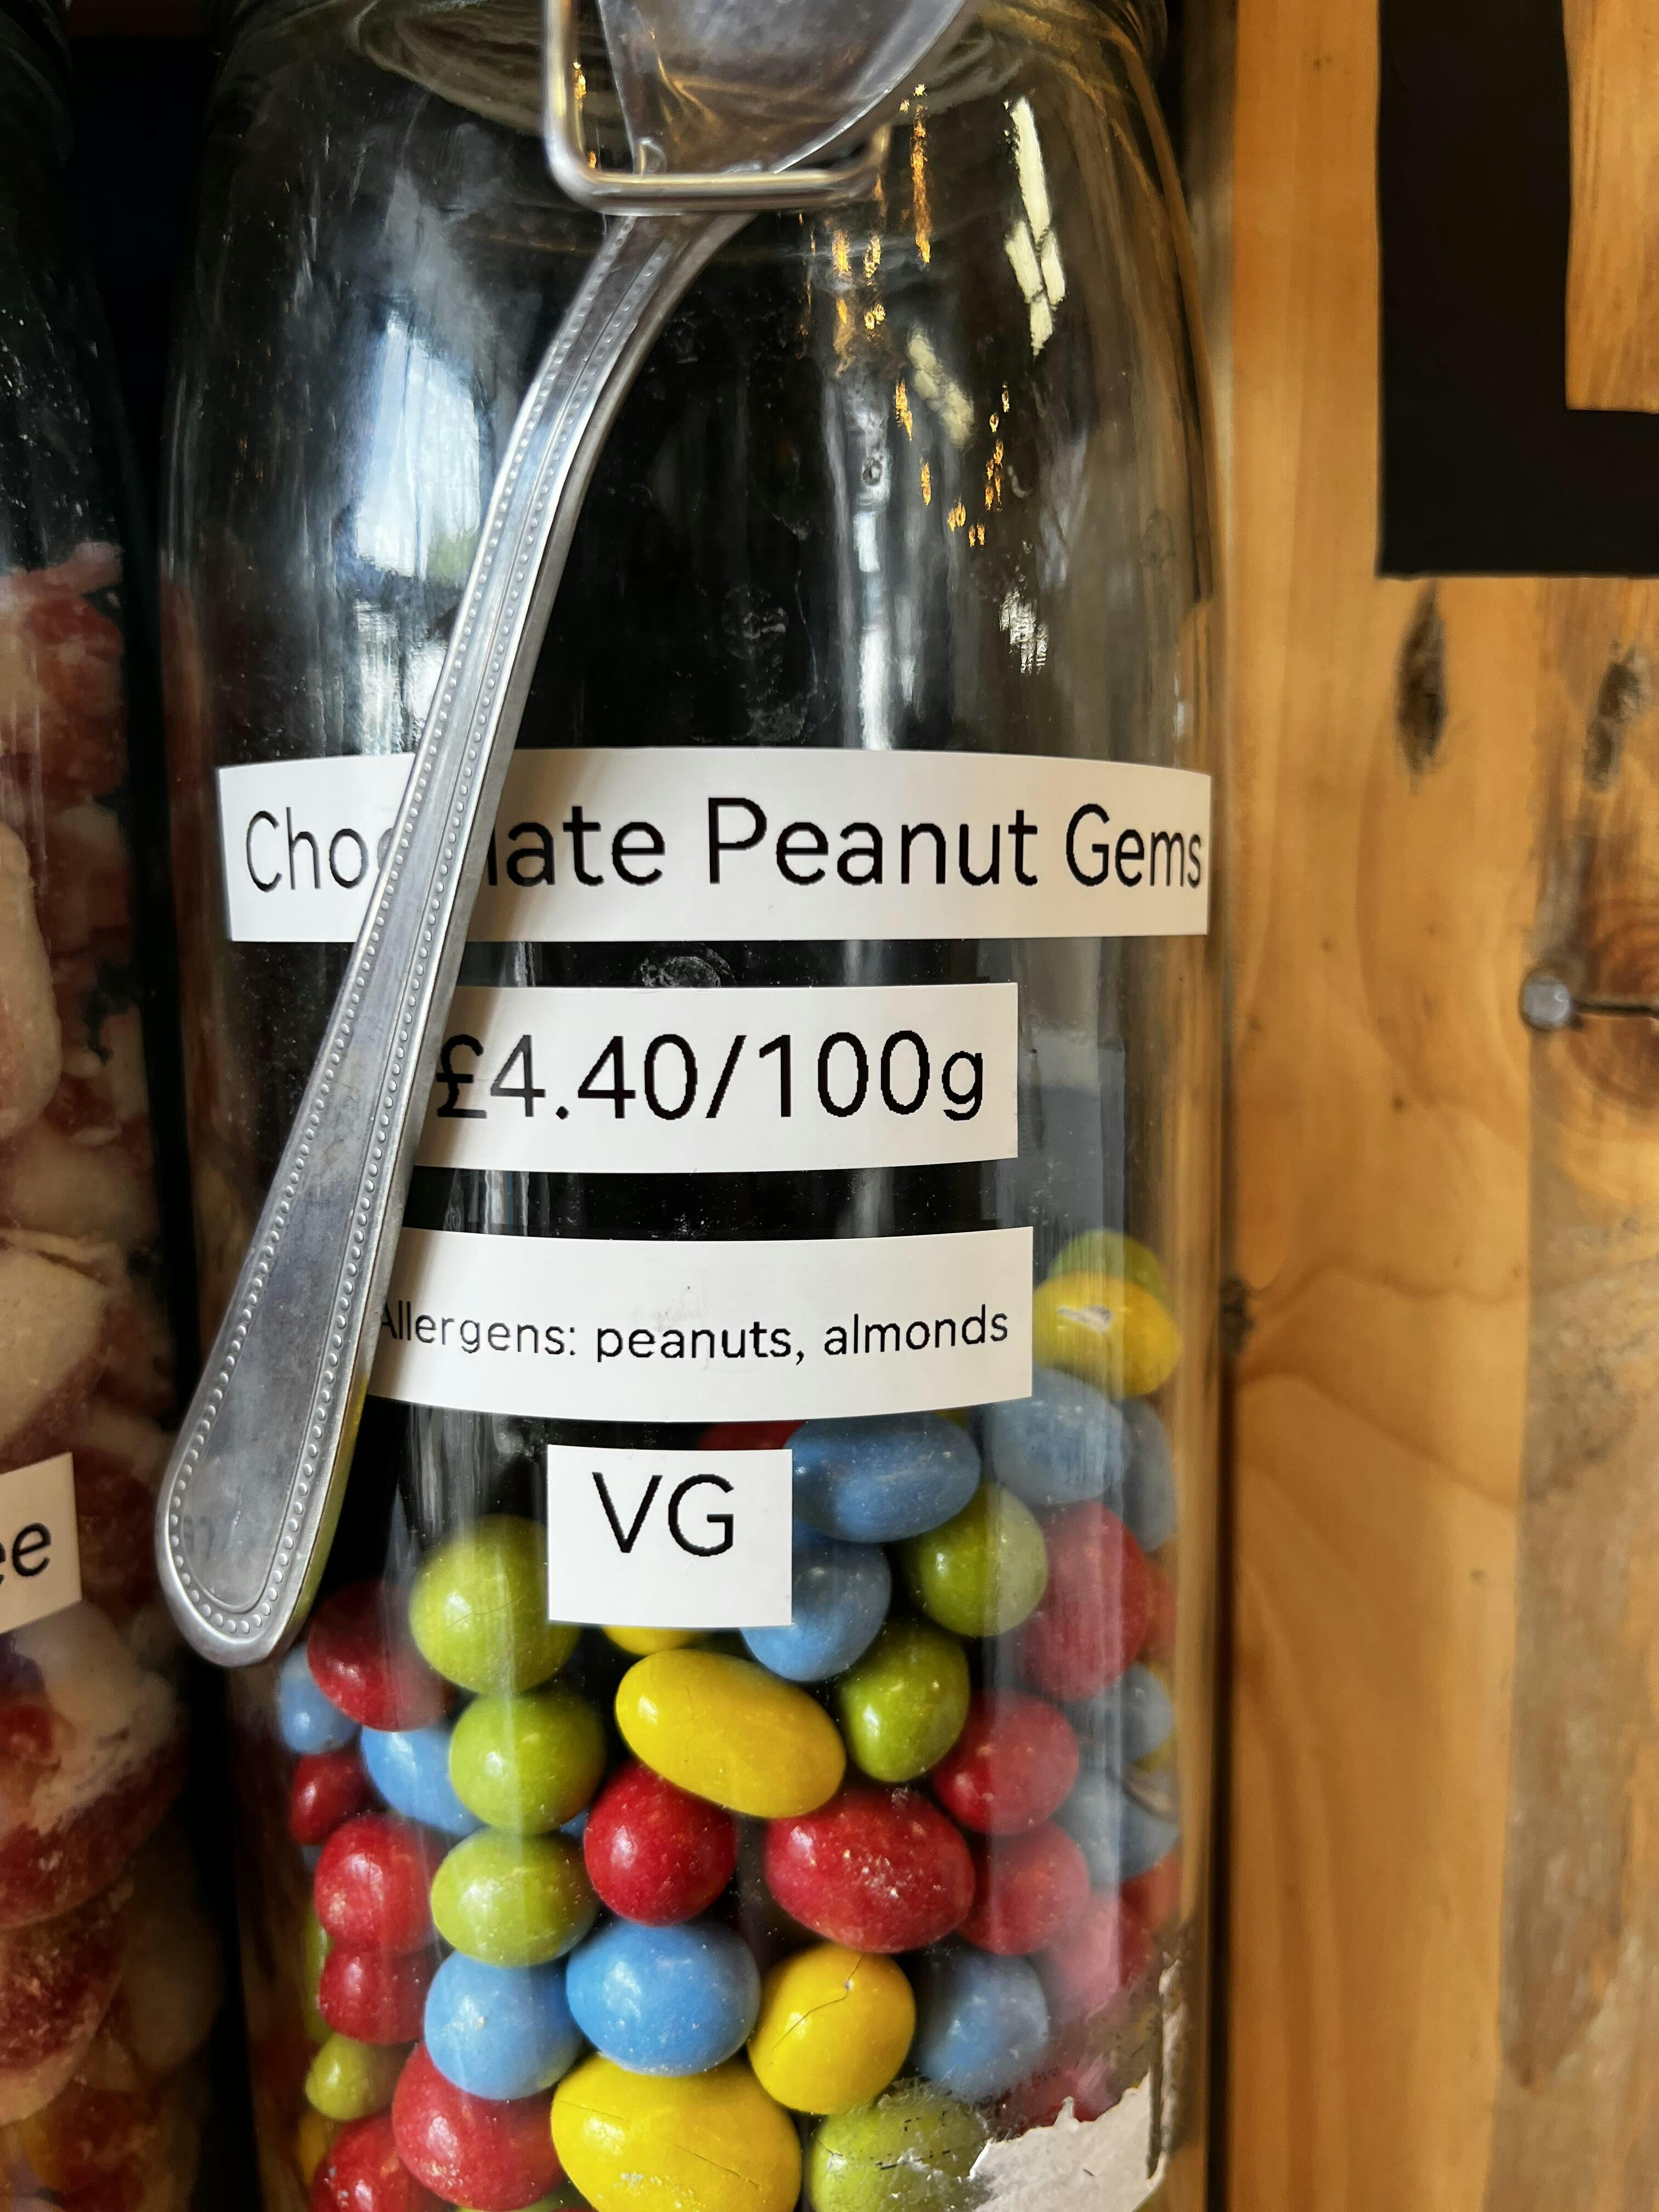 Chocolate Peanut Gems
£4.40/100g
Allergens: peanuts, almonds
VG